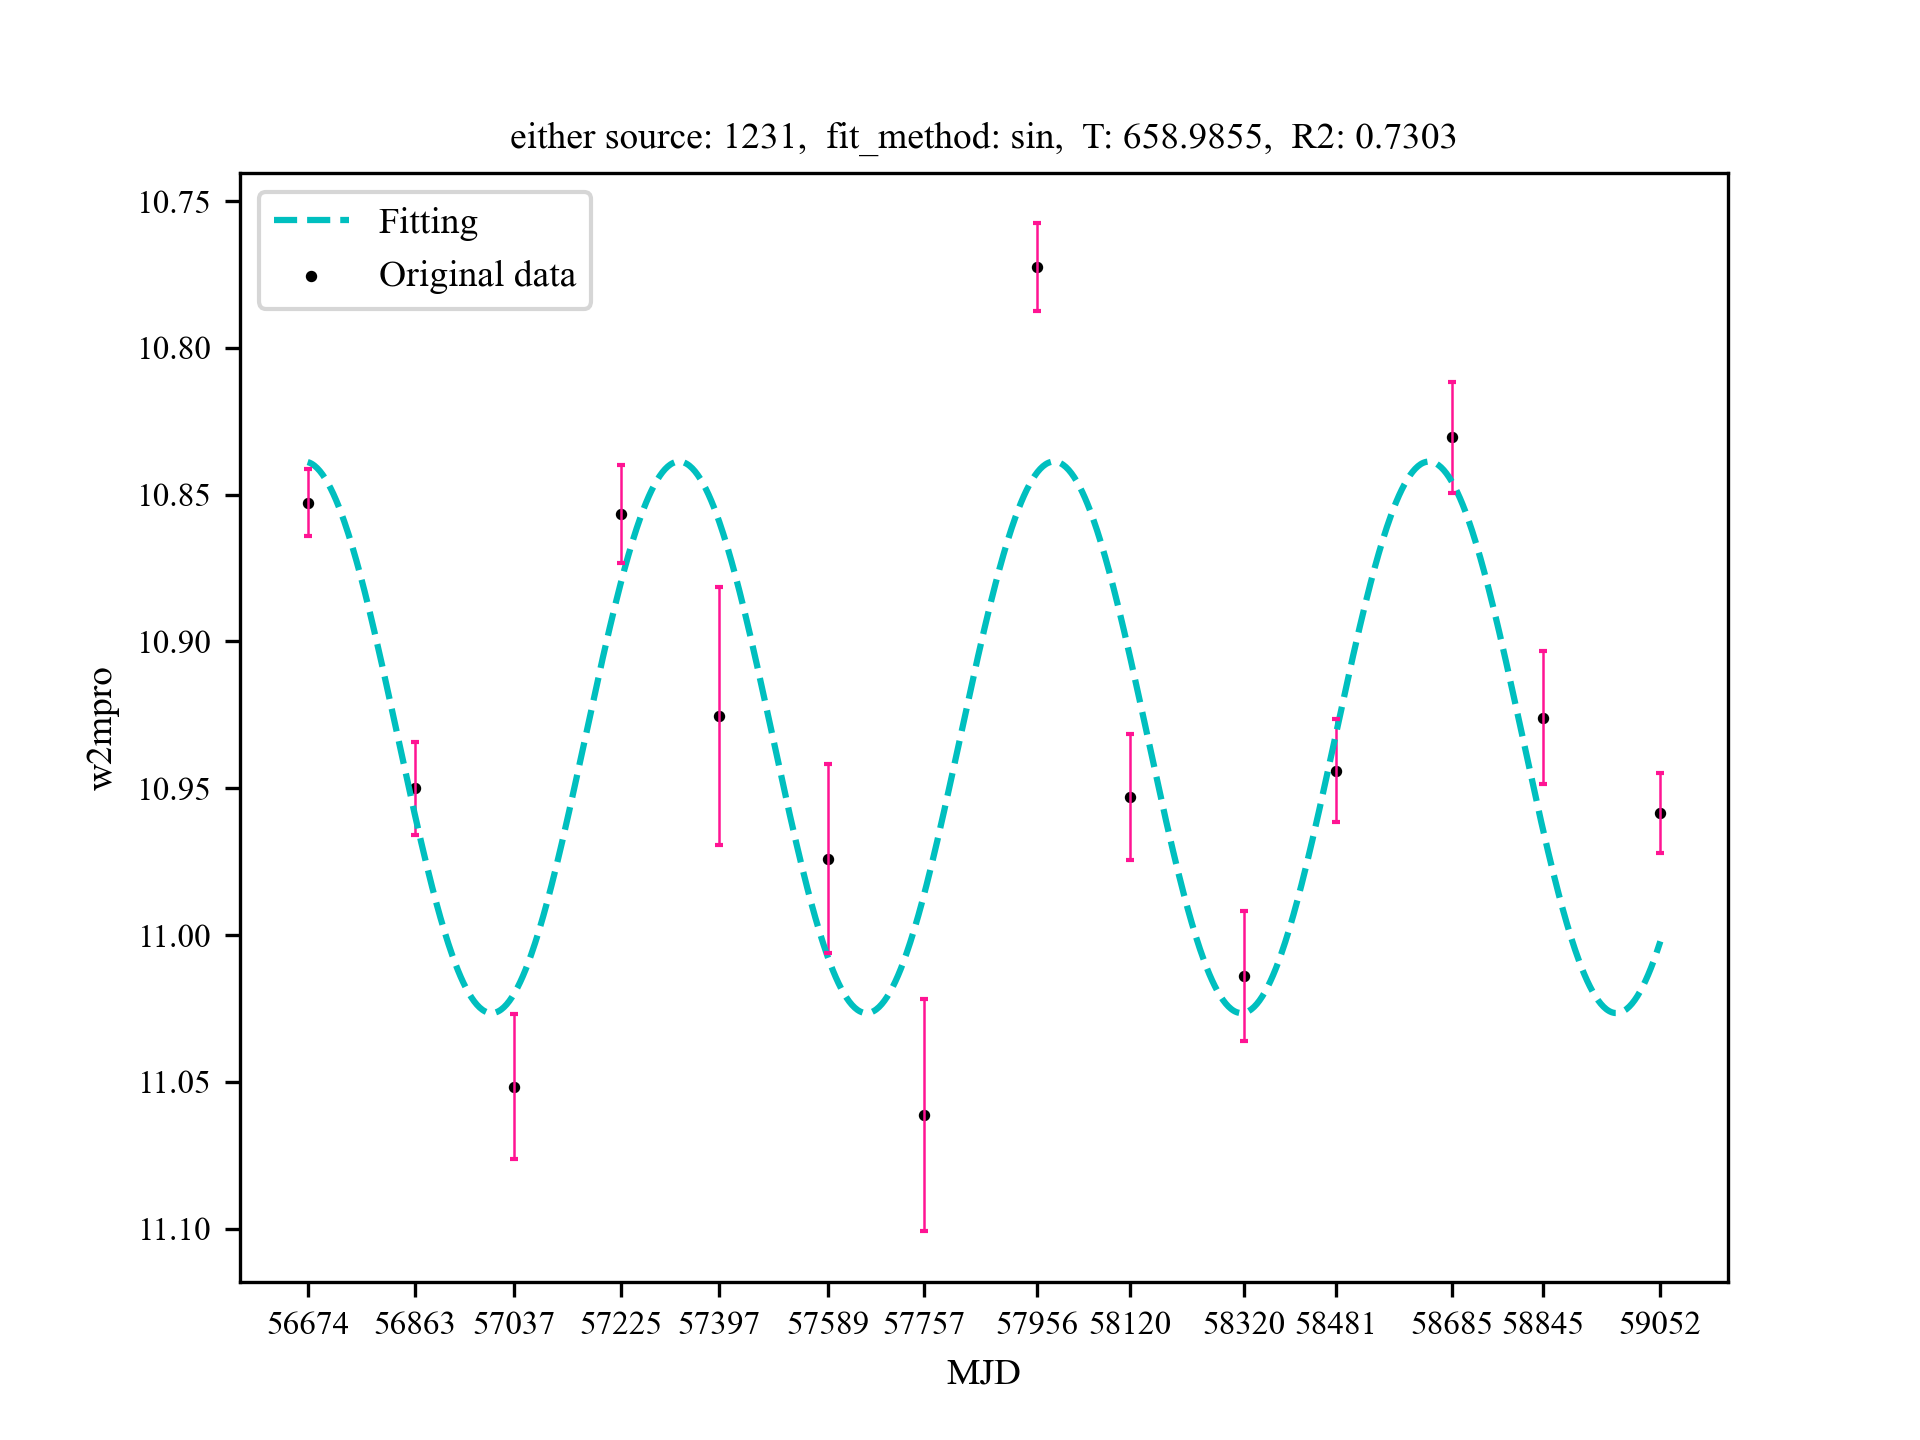 either source: 1231, fit_method: sin, T: 658.9855, R2: 0.7303
Fitting
Original data
10.75
10.80
10.85
10.90
10.95
11.00
11.05
11.10
w2mpro
56674 56863 57037 57225 57397 57589 57757 57956 58120 58320 58481 58685 58845 59052
MJD